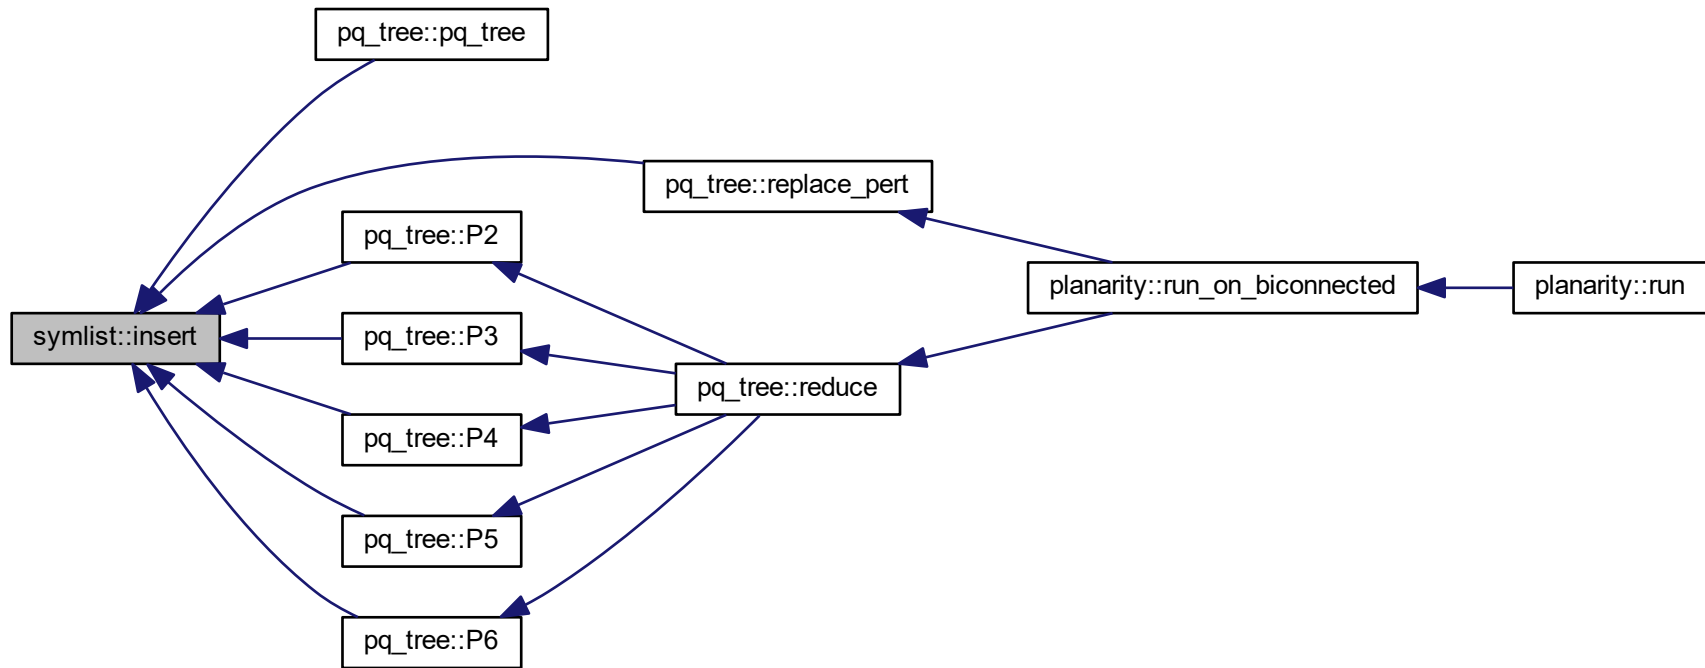 pq_tree::pq_tree
pq_tree::replace_pert
pq_tree::P2
planarity::run_on_biconnected
planarity::run
symlist::insert
pq_tree::P3
pq_tree::reduce
pq_tree::P4
pq_tree::P5
pq_tree::P6